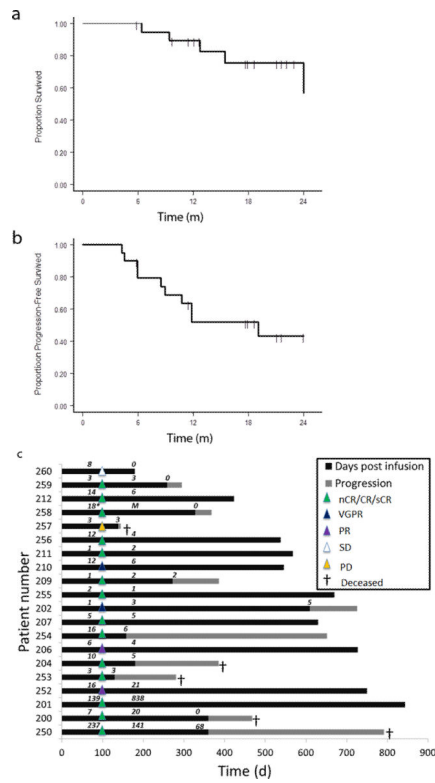 a
1.00
0.80
0.60
0.40
0.20
0.00
Proportion Survived
0 6 12 18 24
Time (m)
b
1.00
0.80
0.60
0.40
0.20
0.00
Proportioon Progression-Free Survived
0 6 12 18 24
Time (m)
c
Patient number
260 8 0
259 3 3 0
212 14 6
258 18* M 0
257 3 3
256 12 4
211 1 2
210 12 6
209 1 2 2
255 2 1
202 1 3 5
207 5 5
254 16 6
206 6 4
204 10 5
253 3 3
252 16 21
201 139 838
200 7 20 0
250 237 141 68
Days post infusion
Progression
nCR/CR/sCR
VGPR
PR
SD
PD
† Deceased
0 100 200 300 400 500 600 700 800 900
Time (d)